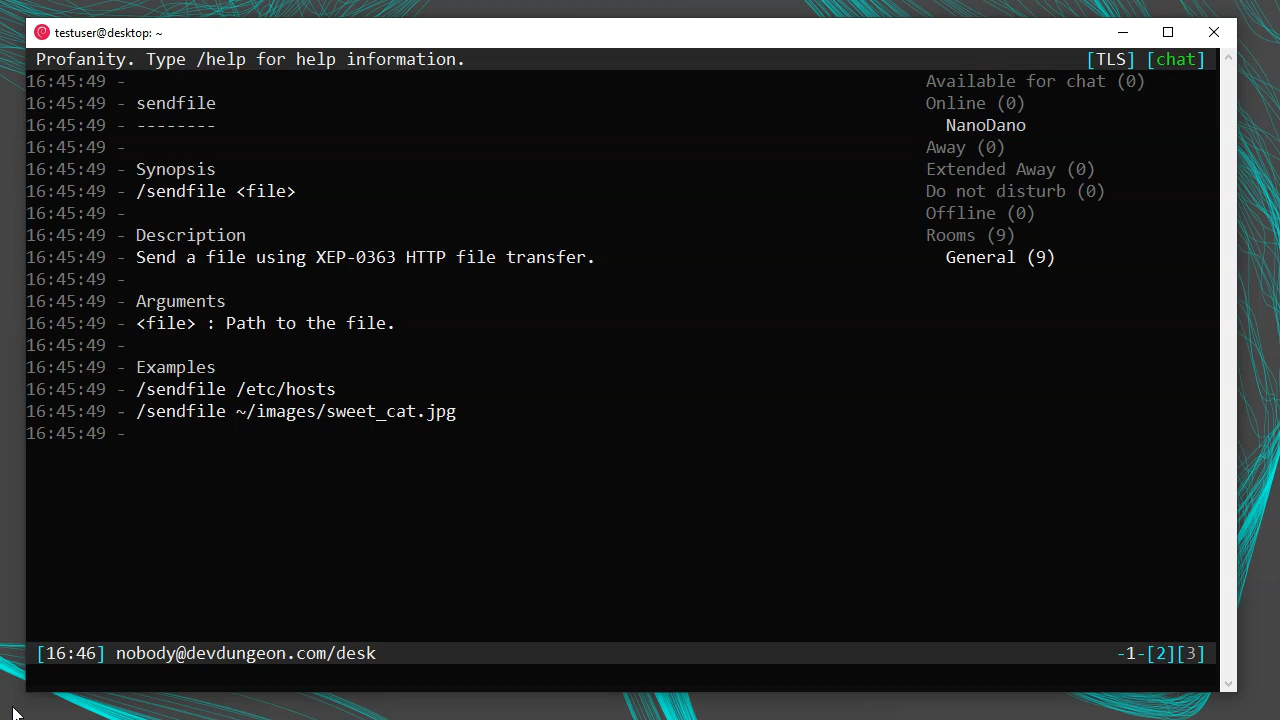 testuser@desktop: ~
Profanity. Type /help for help information. [TLS] [chat]
16:45:49 -
16:45:49 - sendfile
16:45:49 - --------
16:45:49 -
16:45:49 - Synopsis
16:45:49 - /sendfile <file>
16:45:49 -
16:45:49 - Description
16:45:49 - Send a file using XEP-0363 HTTP file transfer.
16:45:49 -
16:45:49 - Arguments
16:45:49 - <file> : Path to the file.
16:45:49 -
16:45:49 - Examples
16:45:49 - /sendfile /etc/hosts
16:45:49 - /sendfile ~/images/sweet_cat.jpg
16:45:49 -
Available for chat (0)
Online (0)
NanoDano
Away (0)
Extended Away (0)
Do not disturb (0)
Offline (0)
Rooms (9)
General (9)
[16:46] nobody@devdungeon.com/desk -1-[2][3]